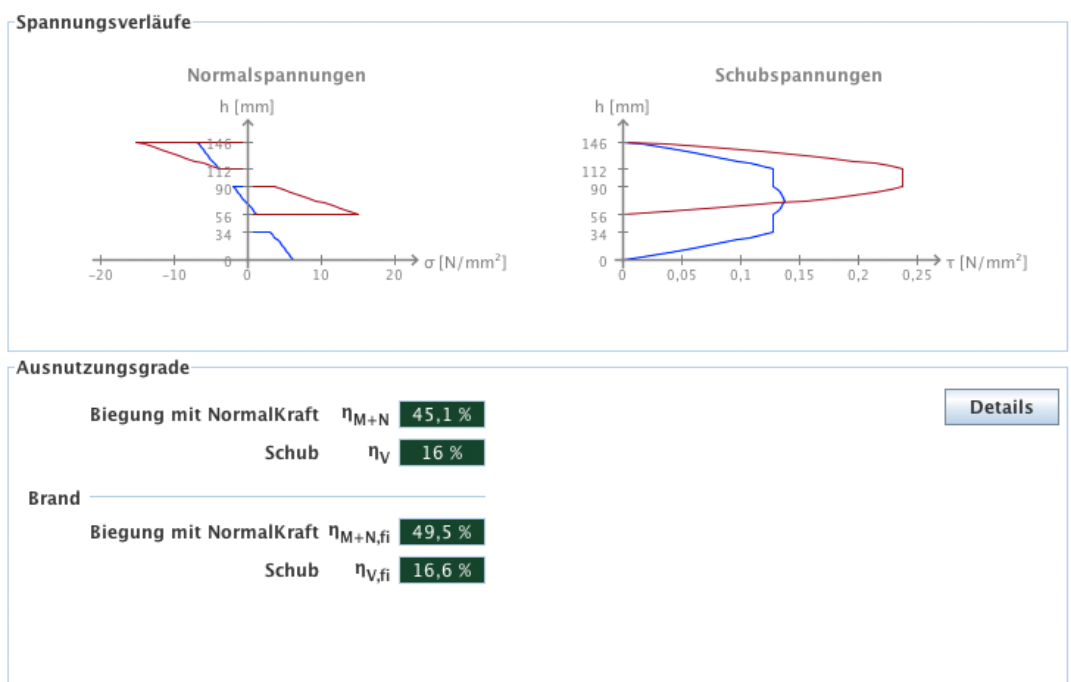 Spannungsverläufe
Normalspannungen
h [mm]
146
112
90
56
34
0
-20 -10 0 10 20 σ [N/mm²]
Schubspannungen
h [mm]
146
112
90
56
34
0
0 0,05 0,1 0,15 0,2 0,25 τ [N/mm²]
Ausnutzungsgrade
Details
Biegung mit NormalKraft ηM+N 45,1 %
Schub ηV 16 %
Brand
Biegung mit NormalKraft ηM+N,fi 49,5 %
Schub ηV,fi 16,6 %